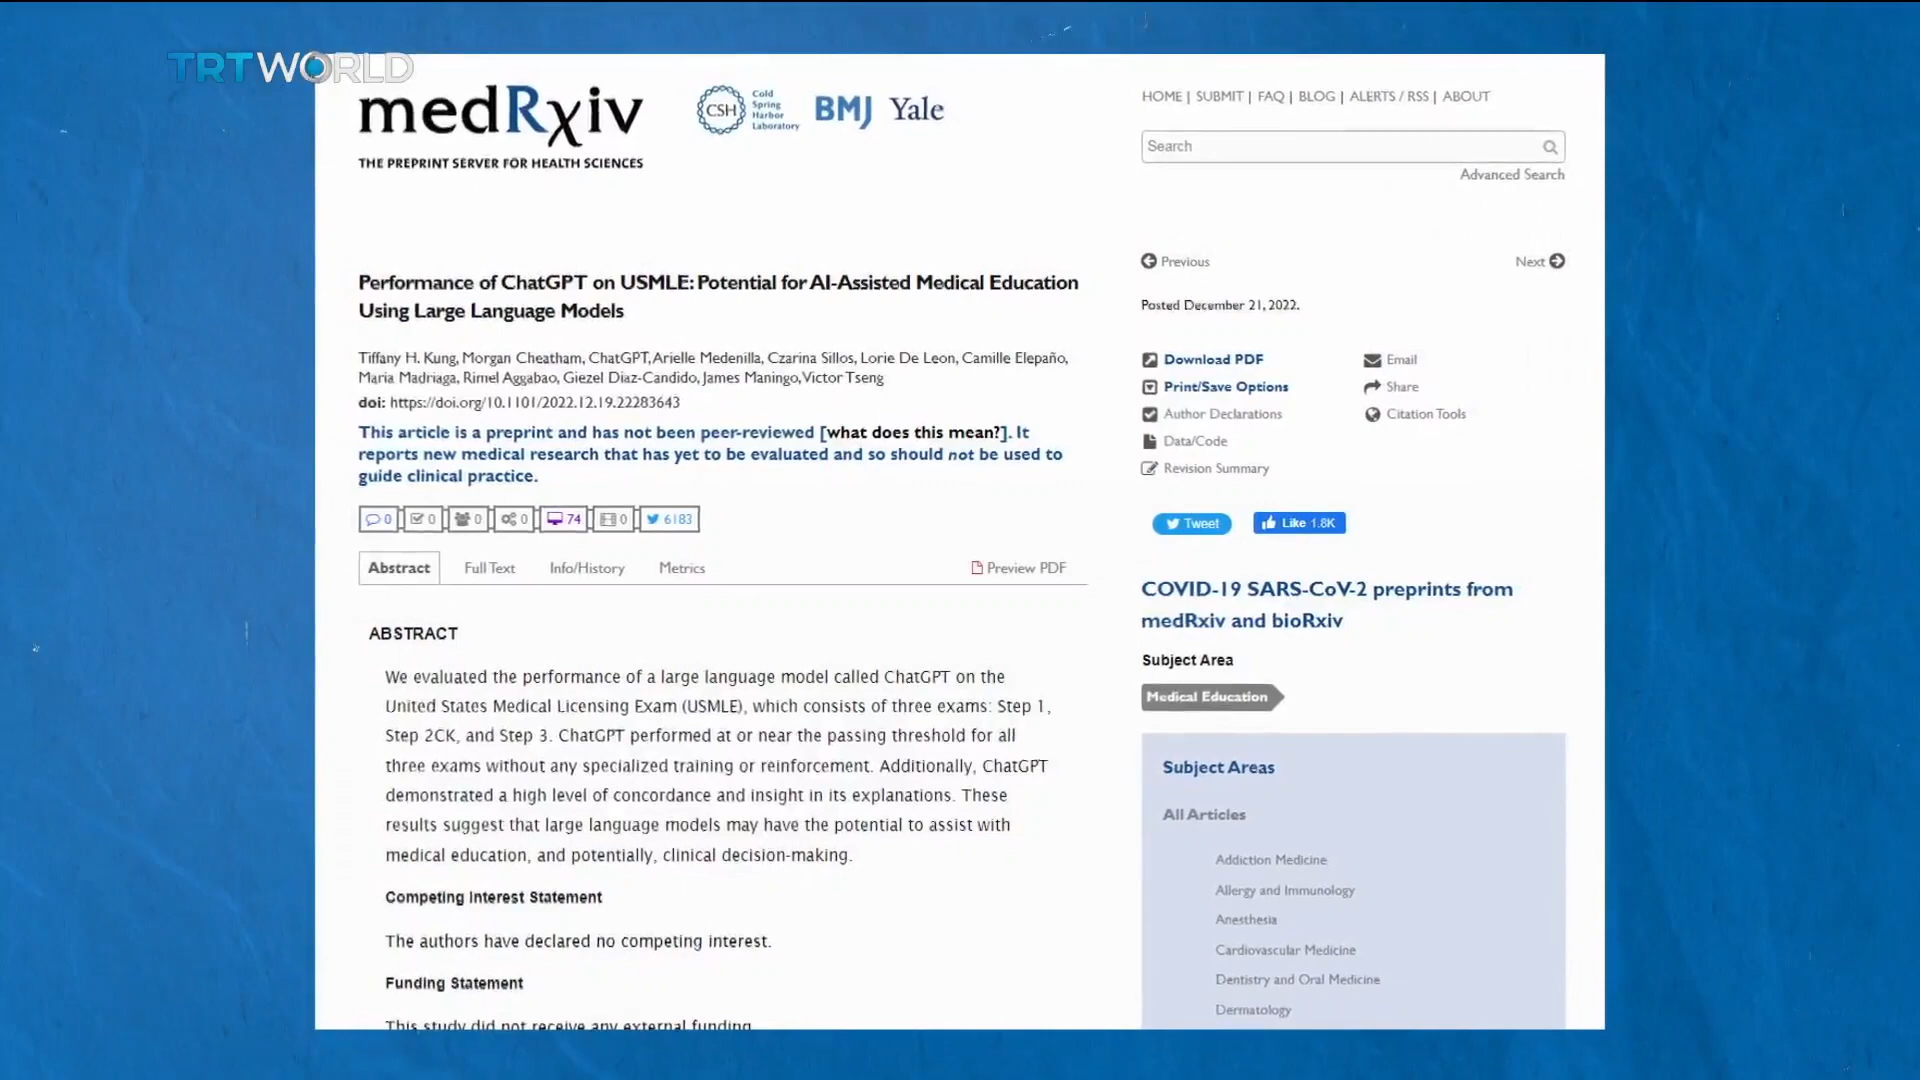 TRT WORLD
medRxiv
THE PREPRINT SERVER FOR HEALTH SCIENCES
CSH
Cold
Spring
Harbor
Laboratory
BMJ
Yale
HOME | SUBMIT | FAQ | BLOG | ALERTS / RSS | ABOUT
Search
Advanced Search
Previous
Next
Posted December 21, 2022.
Performance of ChatGPT on USMLE: Potential for AI-Assisted Medical Education
Using Large Language Models
Tiffany H. Kung, Morgan Cheatham, ChatGPT, Arielle Medenilla, Czarina Sillos, Lorie De Leon, Camille Elepaño,
Maria Madriaga, Rimel Aggabao, Giezel Diaz-Candido, James Maningo, Victor Tseng
doi: https://doi.org/10.1101/2022.12.19.22283643
This article is a preprint and has not been peer-reviewed [what does this mean?]. It
reports new medical research that has yet to be evaluated and so should not be used to
guide clinical practice.
0 0 0 0 74 0 6183
Abstract Full Text Info/History Metrics Preview PDF
ABSTRACT
We evaluated the performance of a large language model called ChatGPT on the
United States Medical Licensing Exam (USMLE), which consists of three exams: Step 1,
Step 2CK, and Step 3. ChatGPT performed at or near the passing threshold for all
three exams without any specialized training or reinforcement. Additionally, ChatGPT
demonstrated a high level of concordance and insight in its explanations. These
results suggest that large language models may have the potential to assist with
medical education, and potentially, clinical decision-making.
Competing Interest Statement
The authors have declared no competing interest.
Funding Statement
This study did not receive any external funding
Download PDF
Print/Save Options
Author Declarations
Data/Code
Revision Summary
Email
Share
Citation Tools
Tweet
Like 1.8K
COVID-19 SARS-CoV-2 preprints from
medRxiv and bioRxiv
Subject Area
Medical Education
Subject Areas
All Articles
Addiction Medicine
Allergy and Immunology
Anesthesia
Cardiovascular Medicine
Dentistry and Oral Medicine
Dermatology